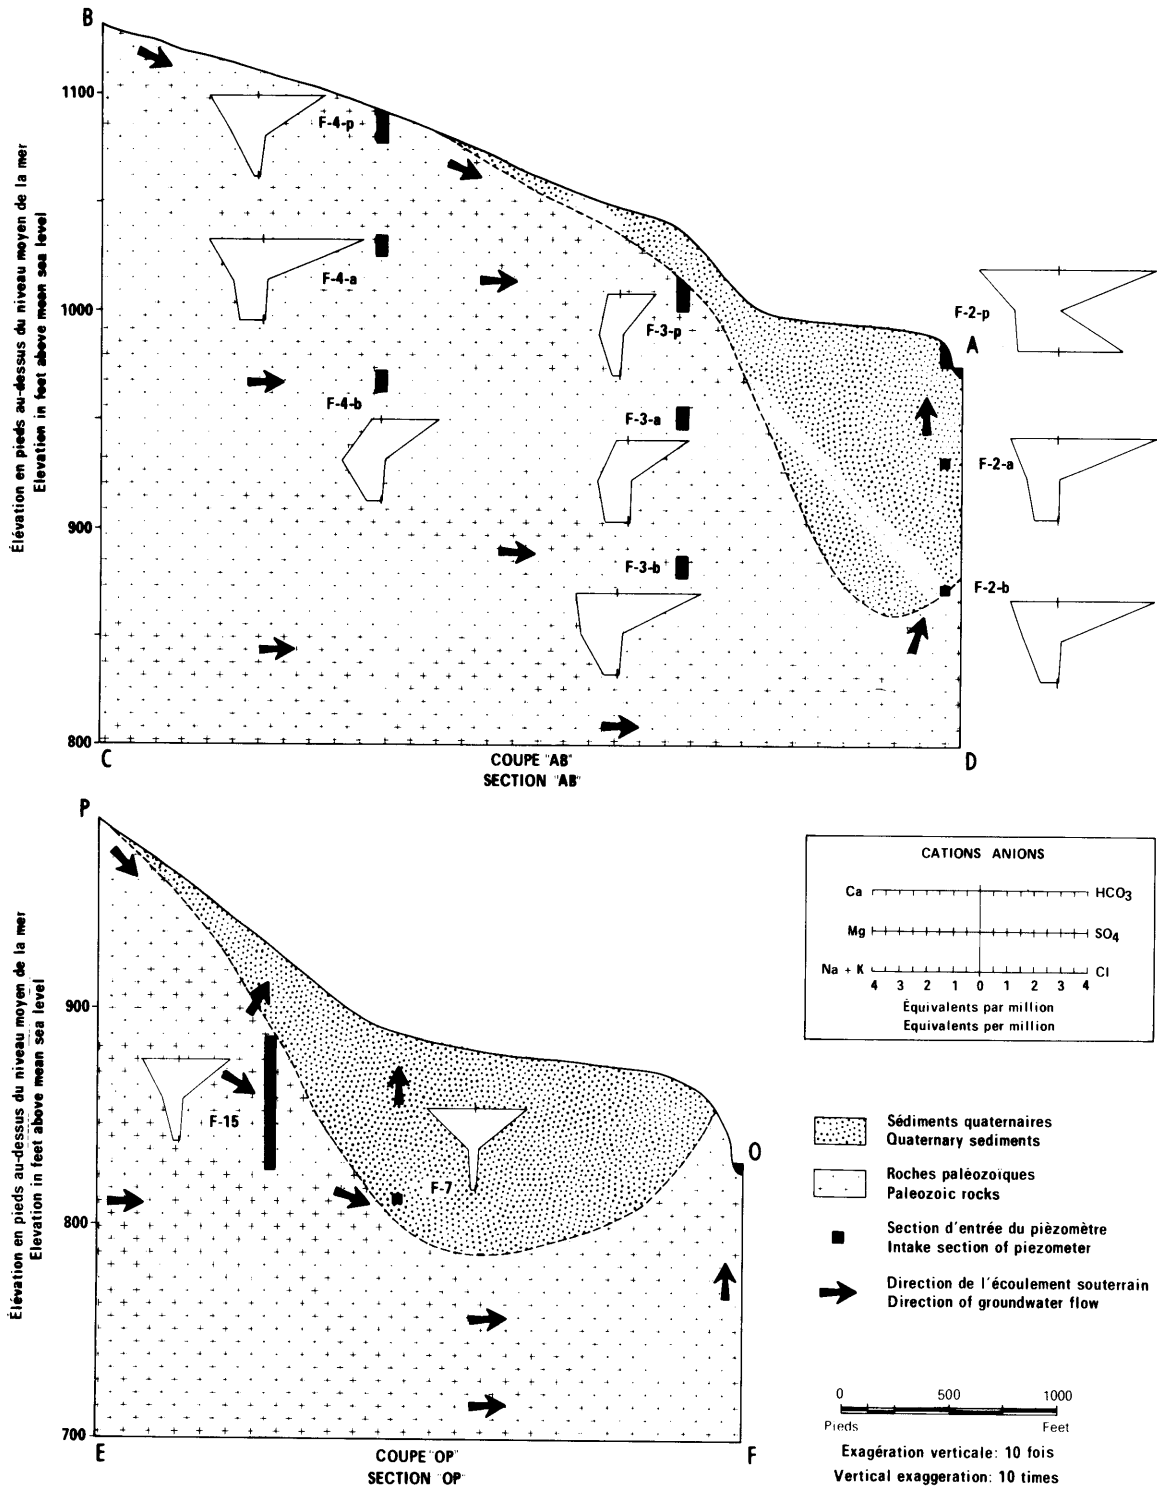 B
1100
1000
900
800
Élévation en pieds au-dessus du niveau moyen de la mer
Elevation in feet above mean sea level
F-4-p
F-4-a
F-4-b
F-3-p
F-3-a
F-3-b
F-2-p
A
F-2-a
F-2-b
C
D
COUPE "AB"
SECTION "AB"
P
900
800
700
Élévation en pieds au-dessus du niveau moyen de la mer
Elevation in feet above mean sea level
F-15
F-7
O
E
F
COUPE "OP"
SECTION "OP"
CATIONS ANIONS
Ca HCO3
Mg SO4
Na + K Cl
4 3 2 1 0 1 2 3 4
Équivalents par million
Equivalents per million
Sédiments quaternaires
Quaternary sediments
Roches paléozoïques
Paleozoic rocks
Section d'entrée du pièzomètre
Intake section of piezometer
Direction de l'écoulement souterrain
Direction of groundwater flow
0 500 1000
Pieds Feet
Exagération verticale: 10 fois
Vertical exaggeration: 10 times